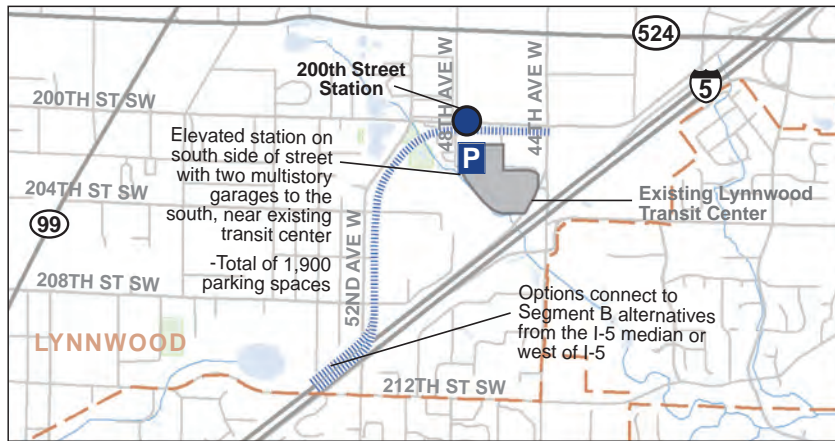 524
5
200th Street
Station
48TH AVE W
44TH AVE W
200TH ST SW
P
Elevated station on
south side of street
with two multistory
garages to the
south, near existing
transit center
-Total of 1,900
parking spaces
204TH ST SW
Existing Lynnwood
Transit Center
99
52ND AVE W
208TH ST SW
Options connect to
Segment B alternatives
from the I-5 median or
west of I-5
LYNNWOOD
212TH ST SW